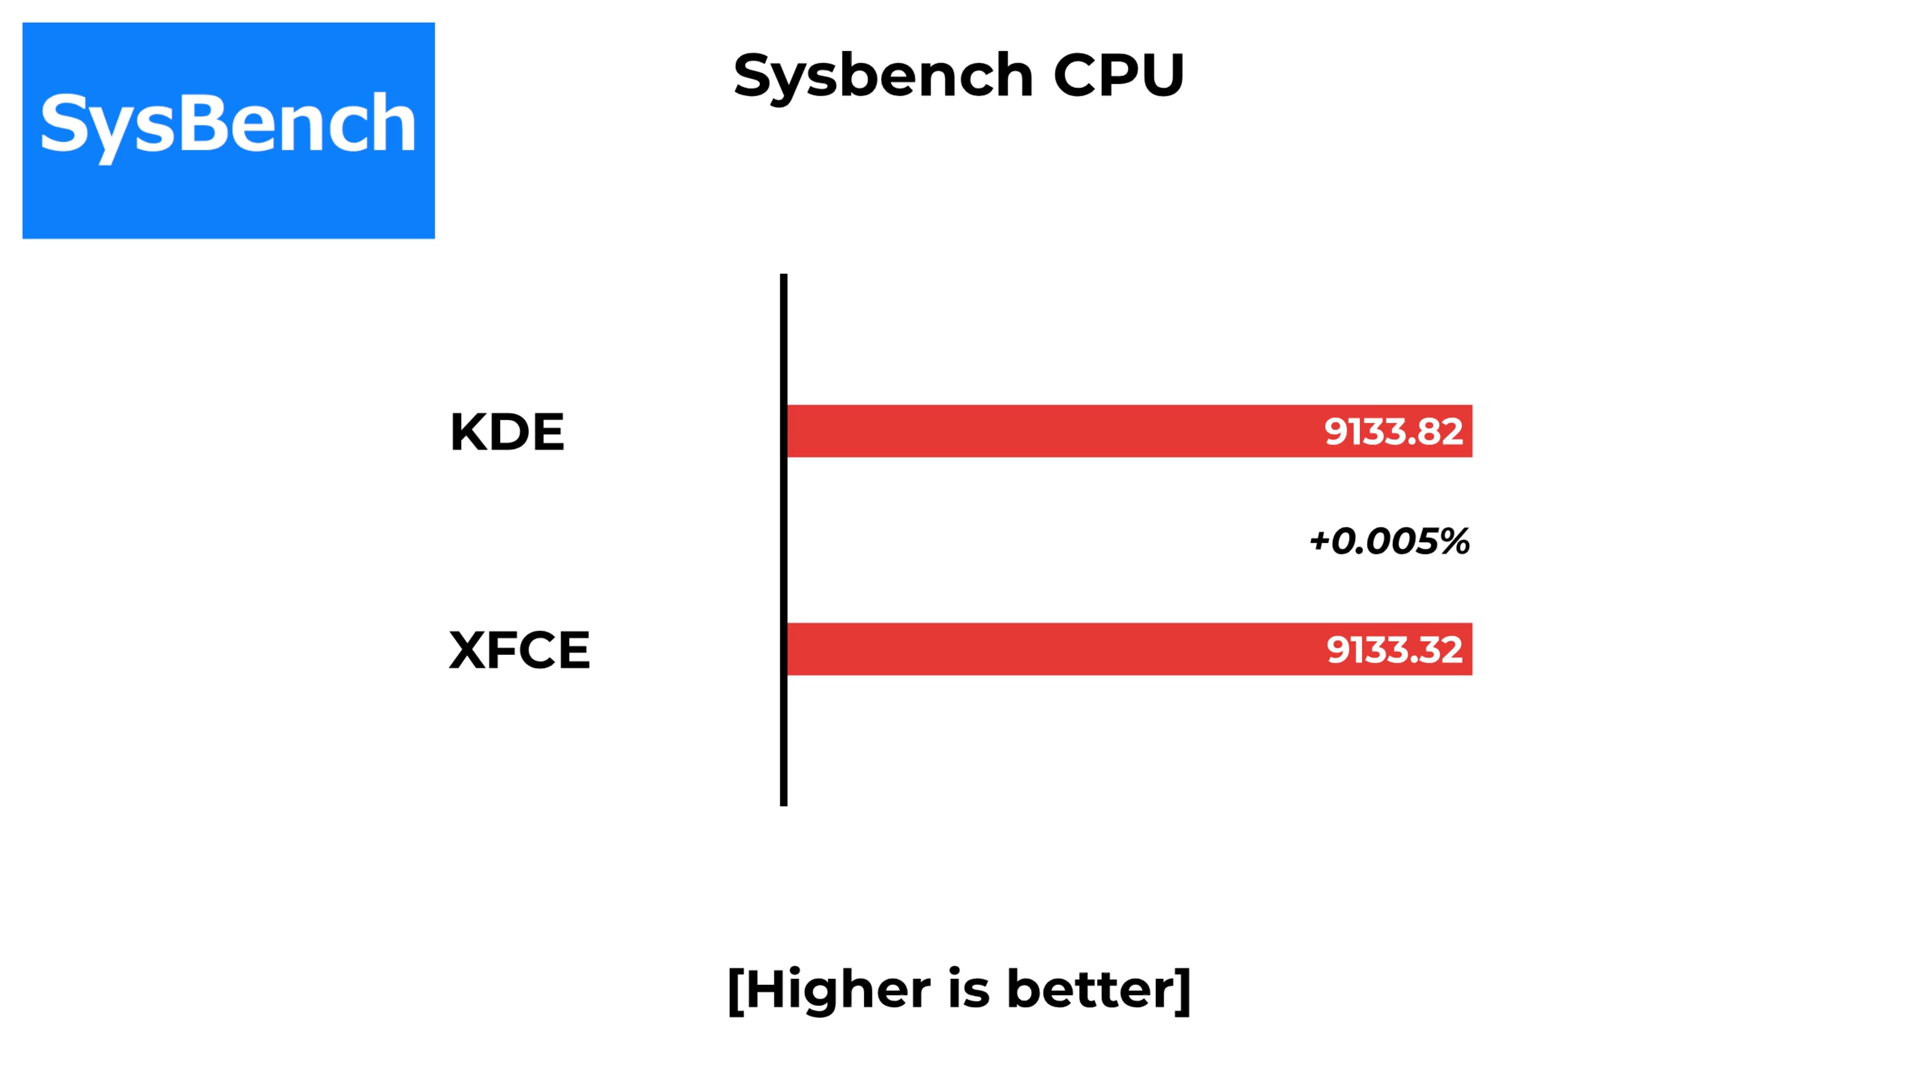 SysBench
Sysbench CPU
KDE
9133.82
+0.005%
XFCE
9133.32
[Higher is better]